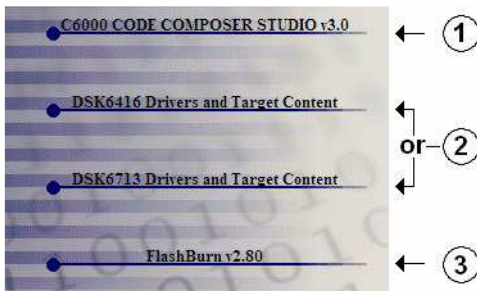 C6000 CODE COMPOSER STUDIO v3.0
1
DSK6416 Drivers and Target Content
or
2
DSK6713 Drivers and Target Content
FlashBurn v2.80
3